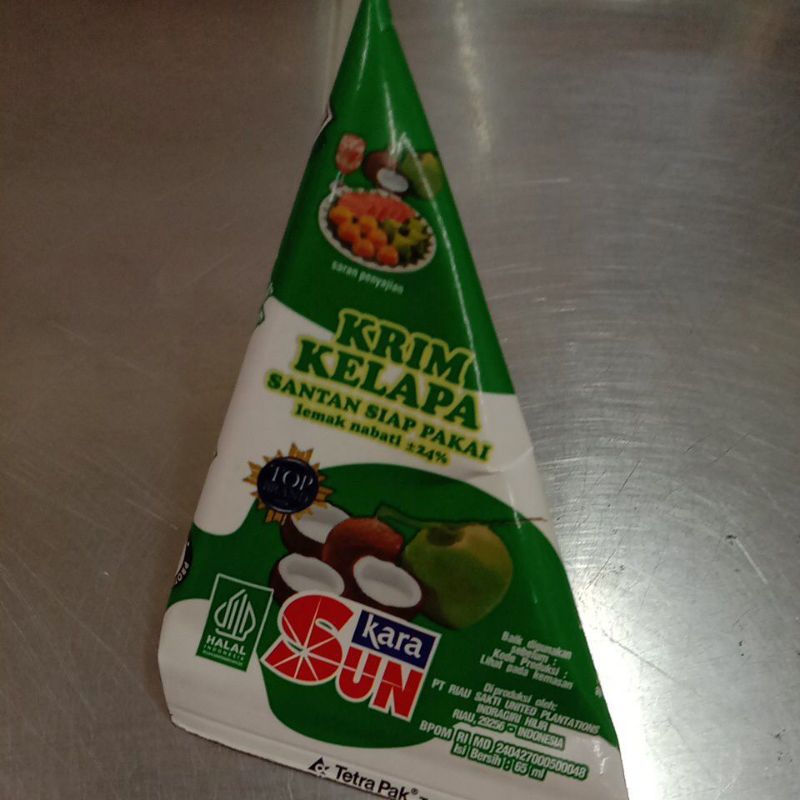 saran penyajian
KRIM
KELAPA
SANTAN SIAP PAKAI
lemak nabati ±24%
TOP
BRAND
HALAL
INDONESIA
kara
SUN
Baik digunakan
sebelum :
Kode Produksi :
Lihat pada kemasan
Diproduksi oleh:
PT RIAU SAKTI UNITED PLANTATIONS
INDRAGIRI HILIR
RIAU, 29256 - INDONESIA
BPOM RI MD 240427000500048
Isi Bersih : 65 ml
Tetra Pak®